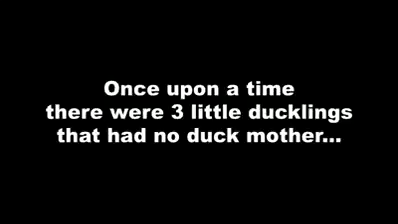 Once upon a time
there were 3 little ducklings
that had no duck mother...